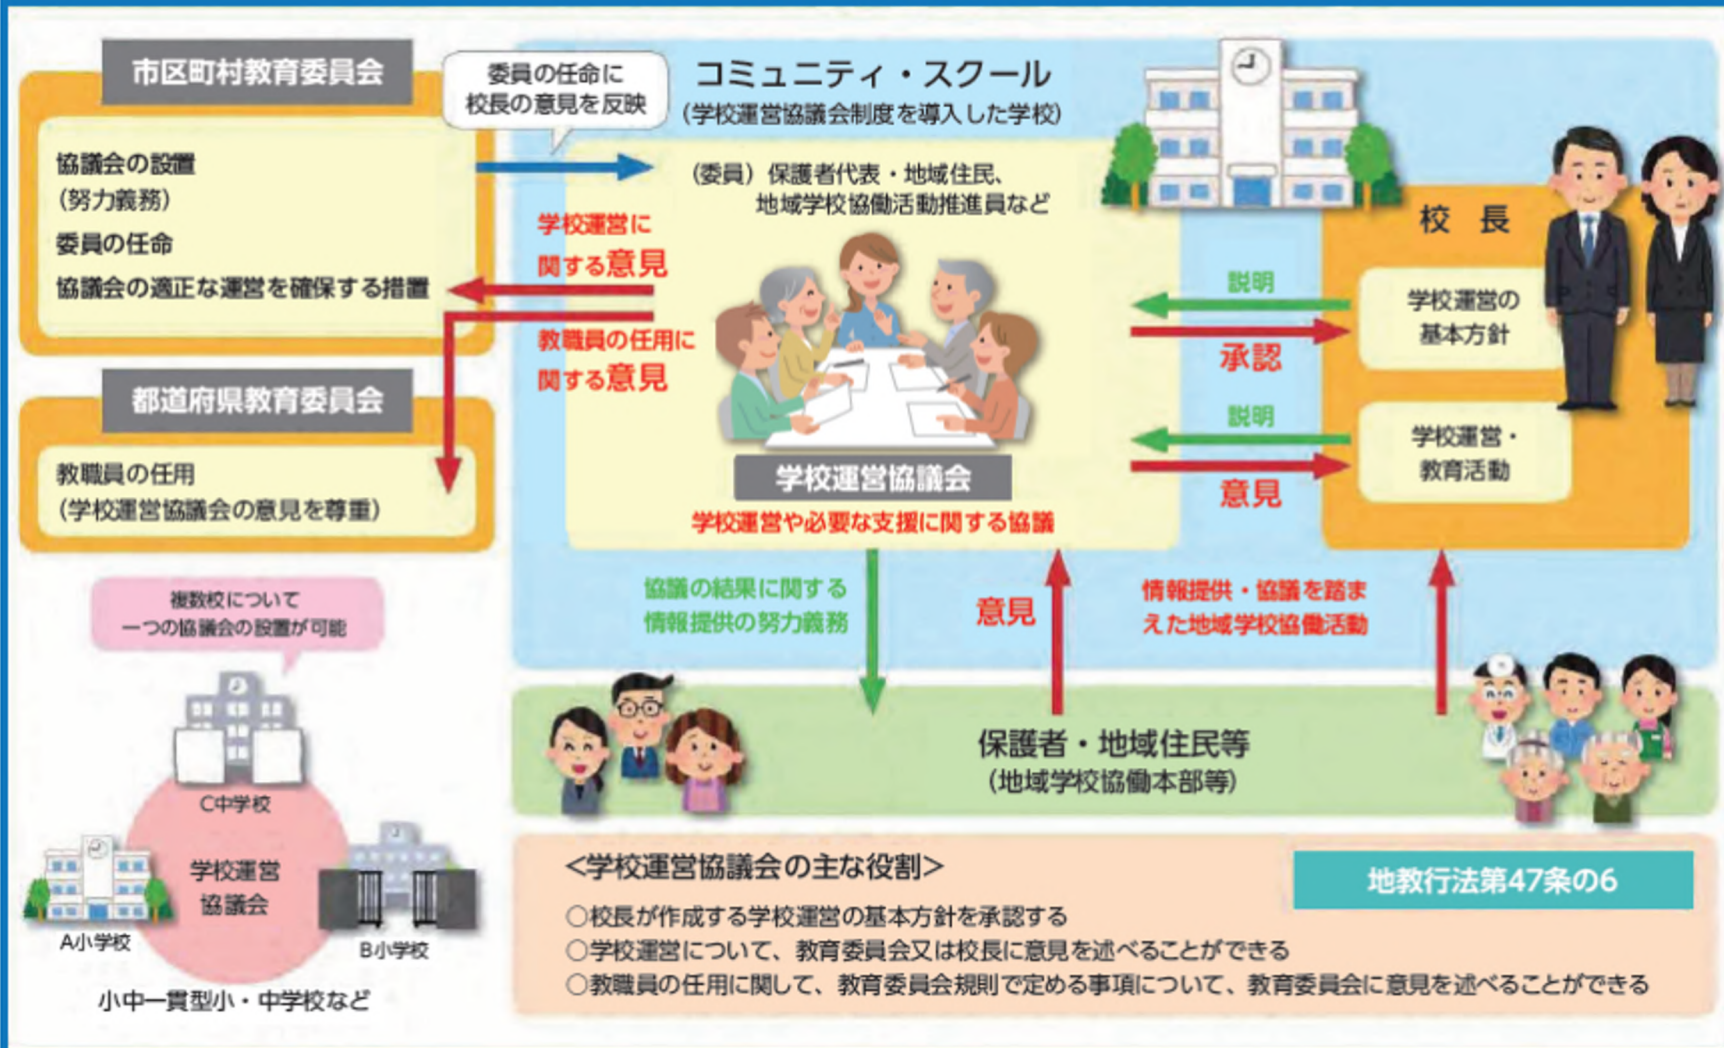 市区町村教育委員会
協議会の設置
(努力義務)
委員の任命
協議会の適正な運営を確保する措置
委員の任命に
校長の意見を反映
コミュニティ・スクール
(学校運営協議会制度を導入した学校)
(委員)保護者代表・地域住民、
地域学校協働活動推進員など
学校運営に
関する意見
教職員の任用に
関する意見
都道府県教育委員会
教職員の任用
(学校運営協議会の意見を尊重)
学校運営協議会
学校運営や必要な支援に関する協議
校 長
説明
承認
学校運営の
基本方針
説明
意見
学校運営・
教育活動
協議の結果に関する
情報提供の努力義務
意見
情報提供・協議を踏ま
えた地域学校協働活動
保護者・地域住民等
(地域学校協働本部等)
複数校について
一つの協議会の設置が可能
C中学校
学校運営
協議会
A小学校
B小学校
小中一貫型小・中学校など
<学校運営協議会の主な役割>
地教行法第47条の6
○校長が作成する学校運営の基本方針を承認する
○学校運営について、教育委員会又は校長に意見を述べることができる
○教職員の任用に関して、教育委員会規則で定める事項について、教育委員会に意見を述べることができる